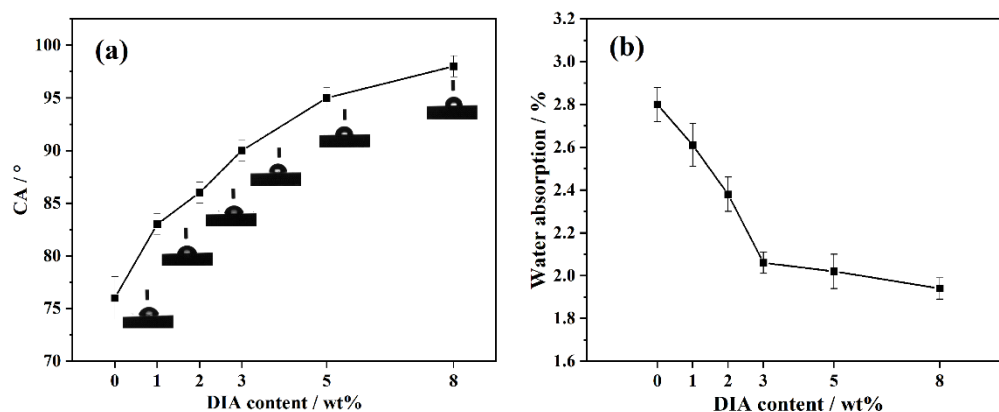 (a)
100
95
90
85
80
75
70
CA / °
0 1 2 3 5 8
DIA content / wt%
(b)
3.2
3.0
2.8
2.6
2.4
2.2
2.0
1.8
1.6
Water absorption / %
0 1 2 3 5 8
DIA content / wt%